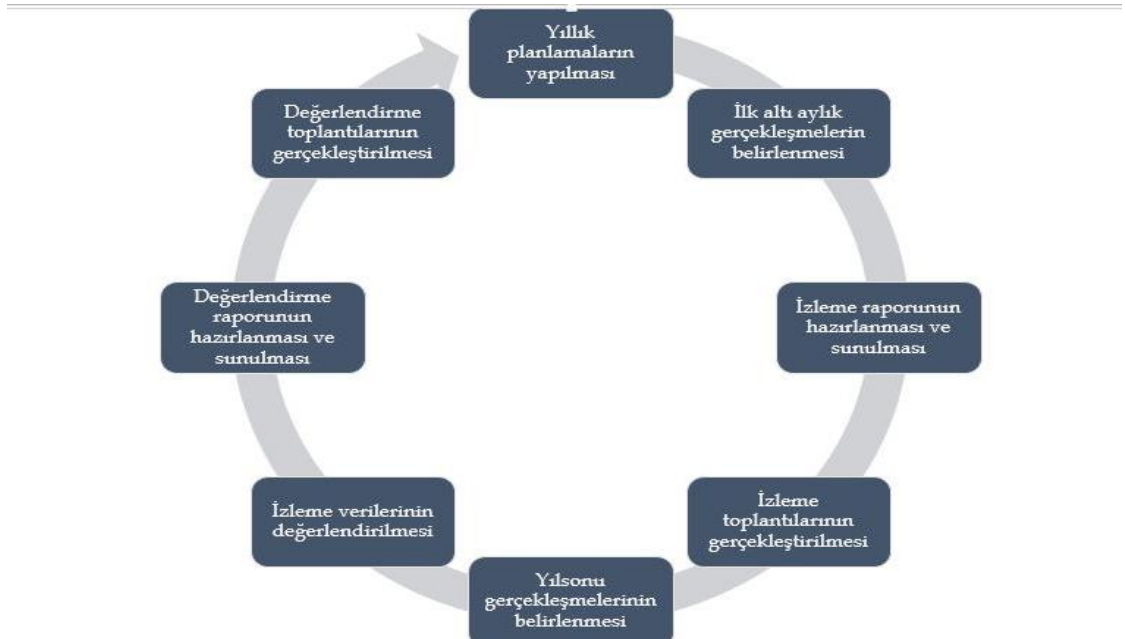 Yıllık
planlamaların
yapılması
İlk altı aylık
gerçekleşmelerin
belirlenmesi
İzleme raporunun
hazırlanması ve
sunulması
İzleme
toplantılarının
gerçekleştirilmesi
Yılsonu
gerçekleşmelerinin
belirlenmesi
İzleme verilerinin
değerlendirilmesi
Değerlendirme
raporunun
hazırlanması ve
sunulması
Değerlendirme
toplantılarının
gerçekleştirilmesi